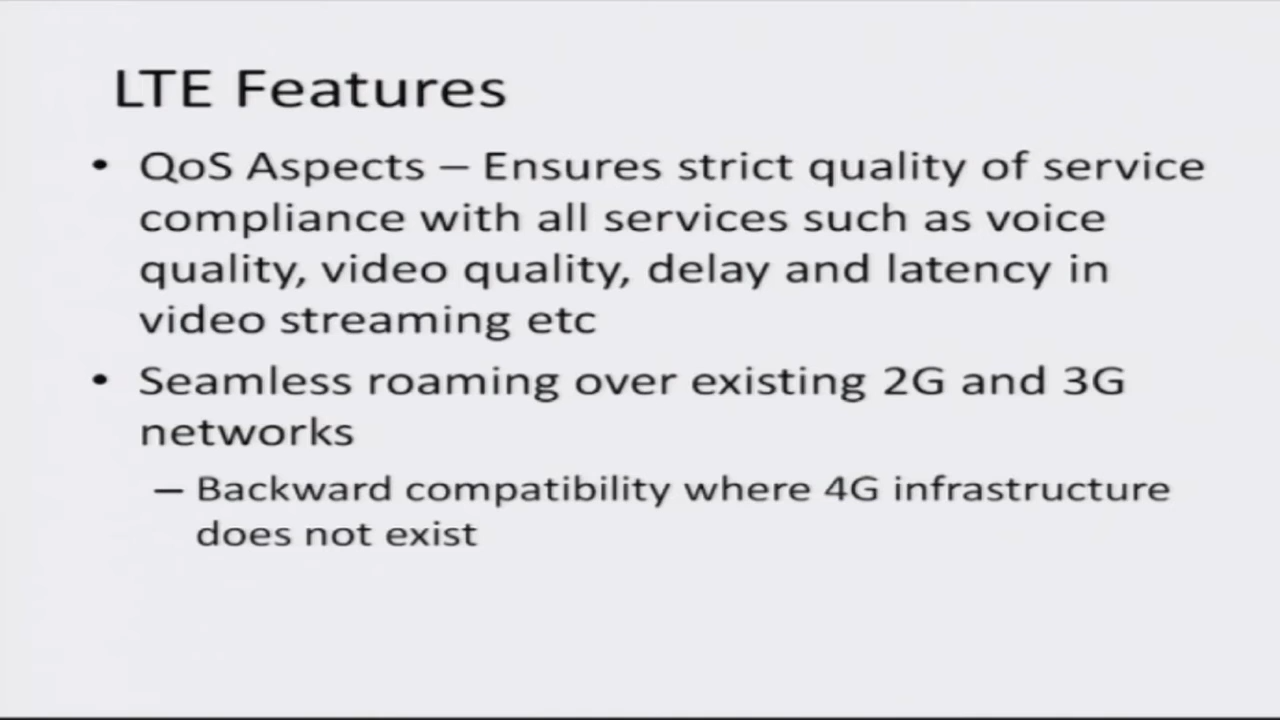 LTE Features
• QoS Aspects – Ensures strict quality of service
compliance with all services such as voice
quality, video quality, delay and latency in
video streaming etc
• Seamless roaming over existing 2G and 3G
networks
– Backward compatibility where 4G infrastructure
does not exist